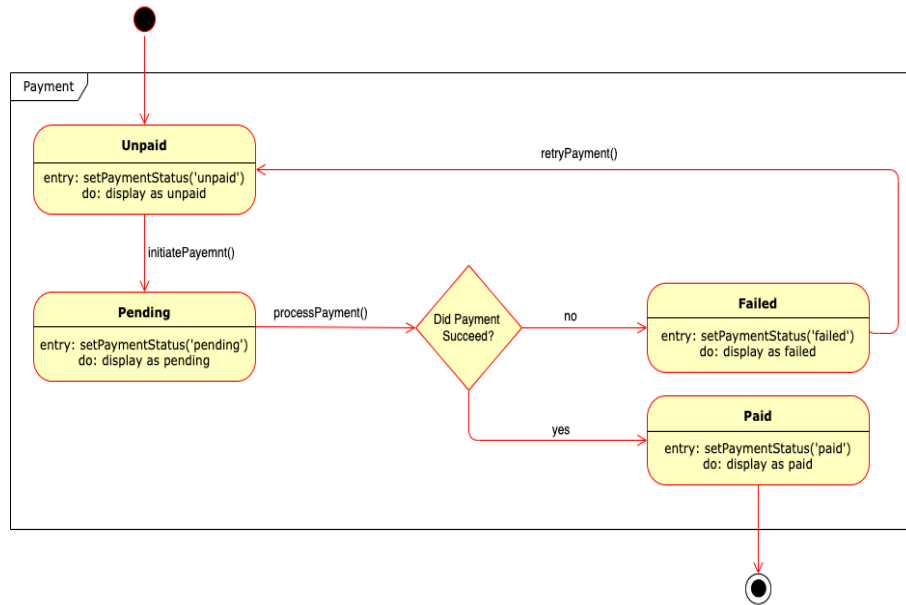 Payment
Unpaid
entry: setPaymentStatus('unpaid')
do: display as unpaid
retryPayment()
initiatePayemnt()
Pending
entry: setPaymentStatus('pending')
do: display as pending
processPayment()
Did Payment
Succeed?
no
Failed
entry: setPaymentStatus('failed')
do: display as failed
yes
Paid
entry: setPaymentStatus('paid')
do: display as paid